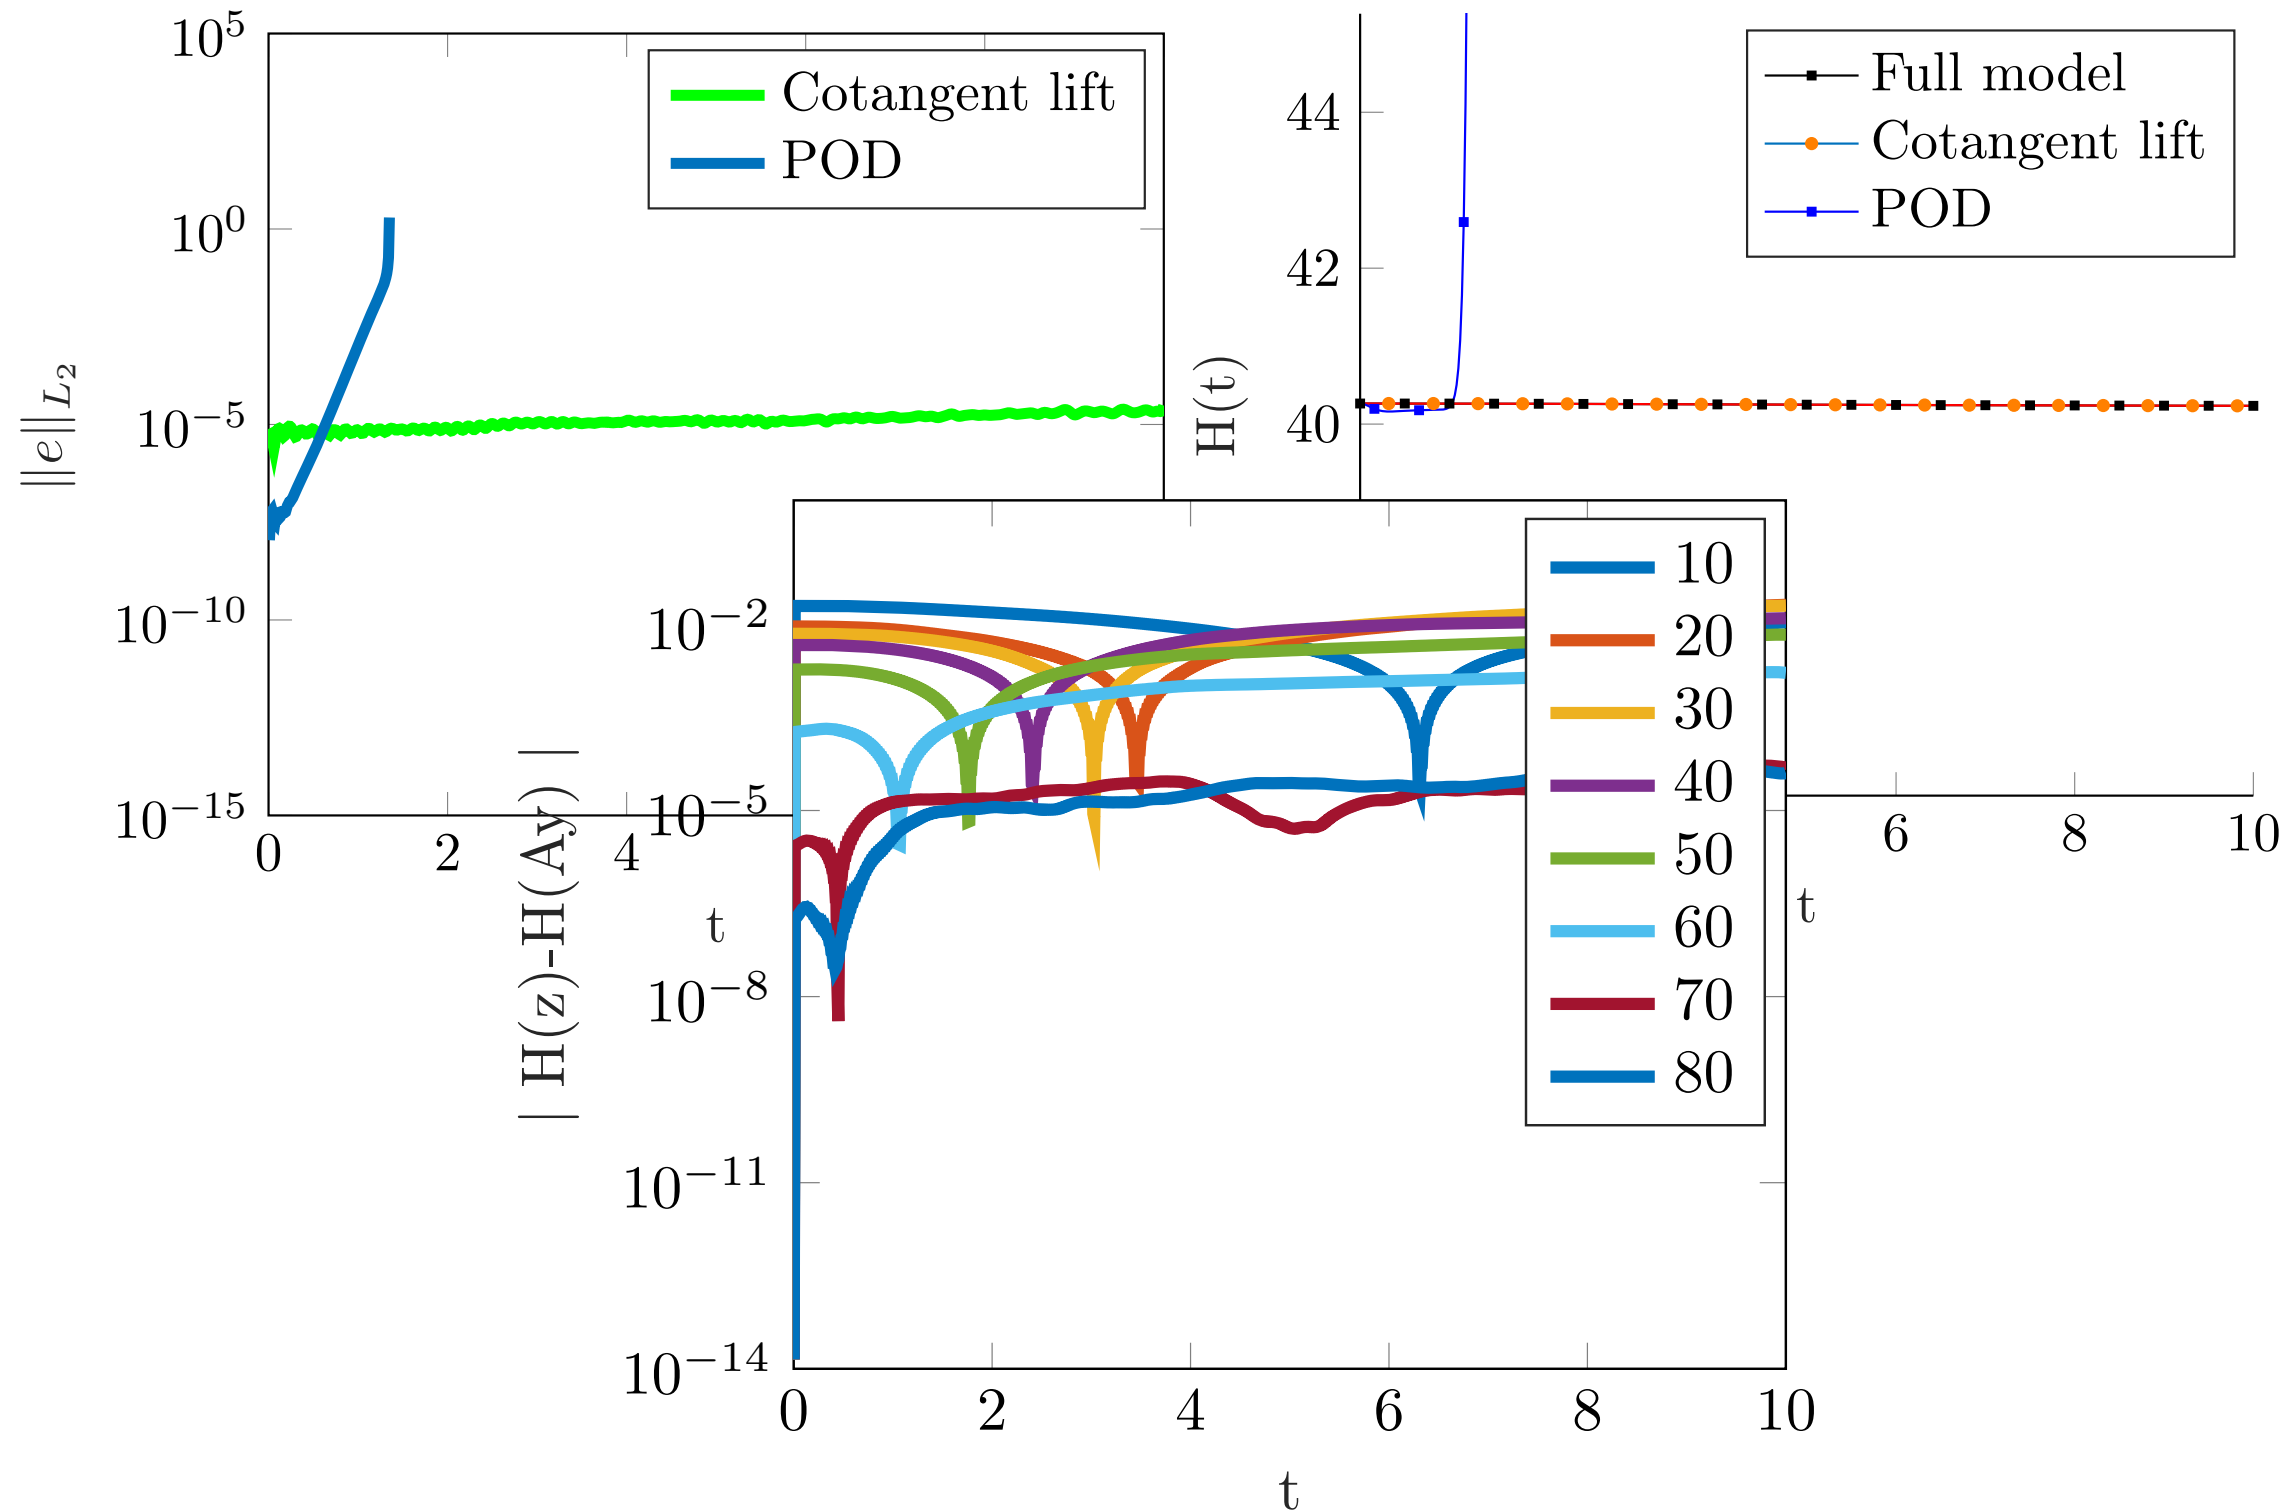 10^5
10^0
10^−5
10^−10
10^−15
||e||_{L_2}
0 2 4
t
Cotangent lift
POD
44
42
40
H(t)
6 8 10
t
Full model
Cotangent lift
POD
10^−2
10^−5
10^−8
10^−11
10^−14
| H(z)-H(Ay) |
0 2 4 6 8 10
t
10
20
30
40
50
60
70
80